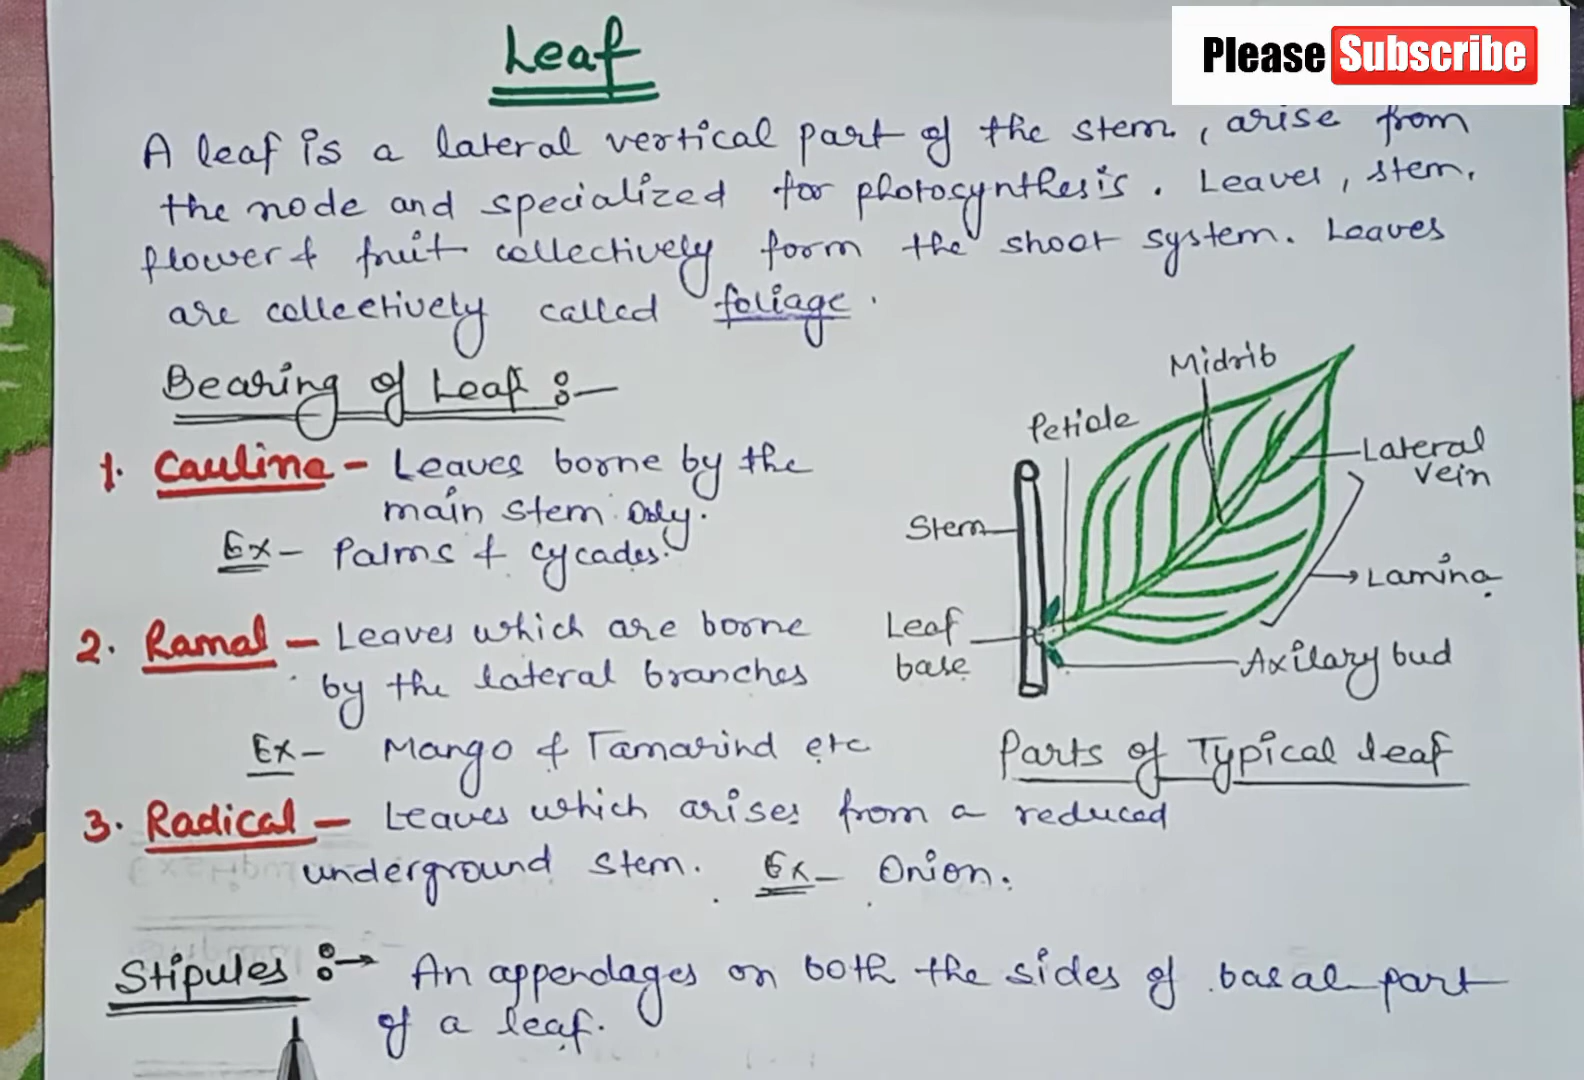 Please Subscribe
Leaf
A leaf is a lateral vertical part of the stem, arise from
the node and specialized for photosynthesis. Leaves, stem,
flower & fruit collectively form the shoot system. Leaves
are collectively called foliage.
Bearing of Leaf :-
1. Caulina - Leaves borne by the
main stem only.
Ex - Palms & cycades.
2. Ramal - Leaves which are borne
by the lateral branches
Ex - Mango & Tamarind etc
3. Radical - Leaves which arises from a reduced
underground stem. Ex - Onion.
Stipules :→ An appendages on both the sides of basal part
of a leaf.
Midrib
Petiole
Lateral
vein
Stem
Lamina
Leaf
base
Axilary bud
Parts of Typical leaf